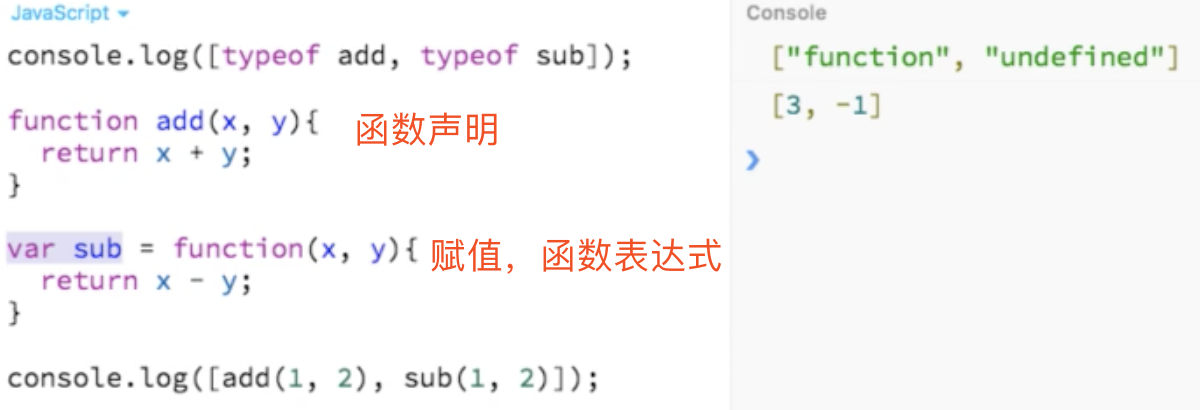 JavaScript
console.log([typeof add, typeof sub]);
function add(x, y){ 函数声明
return x + y;
}
var sub = function(x, y){ 赋值，函数表达式
return x - y;
}
console.log([add(1, 2), sub(1, 2)]);
Console
["function", "undefined"]
[3, -1]